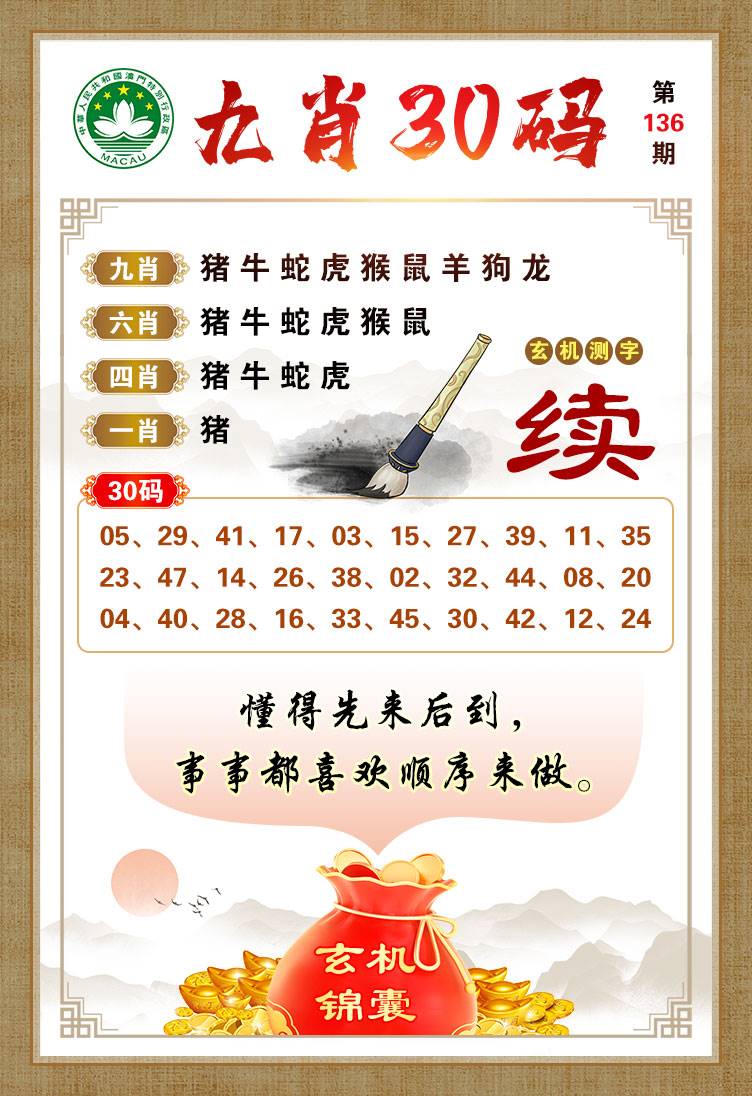 中華人民共和國澳門特別行政區
MACAU
九肖30码
第
136
期
九肖 猪牛蛇虎猴鼠羊狗龙
六肖 猪牛蛇虎猴鼠
四肖 猪牛蛇虎
一肖 猪
玄机测字
续
30码
05、29、41、17、03、15、27、39、11、35
23、47、14、26、38、02、32、44、08、20
04、40、28、16、33、45、30、42、12、24
懂得先来后到，
事事都喜欢顺序来做。
玄机
锦囊